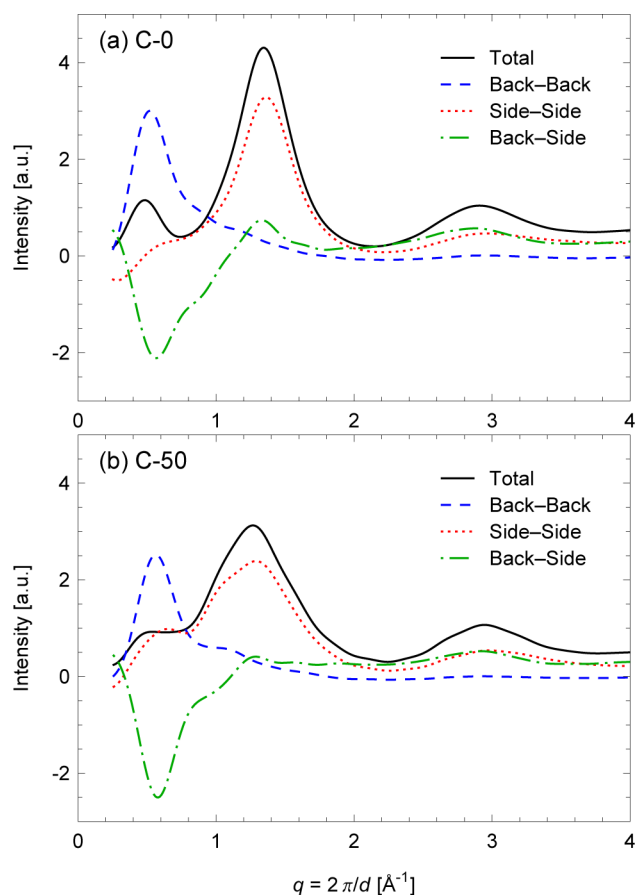 (a) C-0
Total
Back–Back
Side–Side
Back–Side
Intensity [a.u.]
4
2
0
-2
0
1
2
3
4
(b) C-50
Total
Back–Back
Side–Side
Back–Side
Intensity [a.u.]
4
2
0
-2
0
1
2
3
4
q = 2 π/d [Å⁻¹]